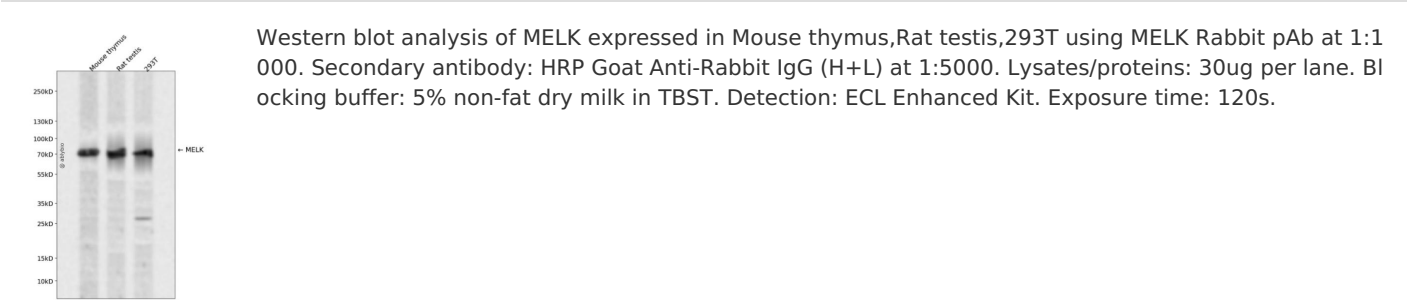 Western blot analysis of MELK expressed in Mouse thymus,Rat testis,293T using MELK Rabbit pAb at 1:1
000. Secondary antibody: HRP Goat Anti-Rabbit IgG (H+L) at 1:5000. Lysates/proteins: 30ug per lane. Bl
ocking buffer: 5% non-fat dry milk in TBST. Detection: ECL Enhanced Kit. Exposure time: 120s.
Mouse thymus
Rat testis
293T
250kD
130kD
100kD
70kD
55kD
35kD
25kD
15kD
10kD
← MELK